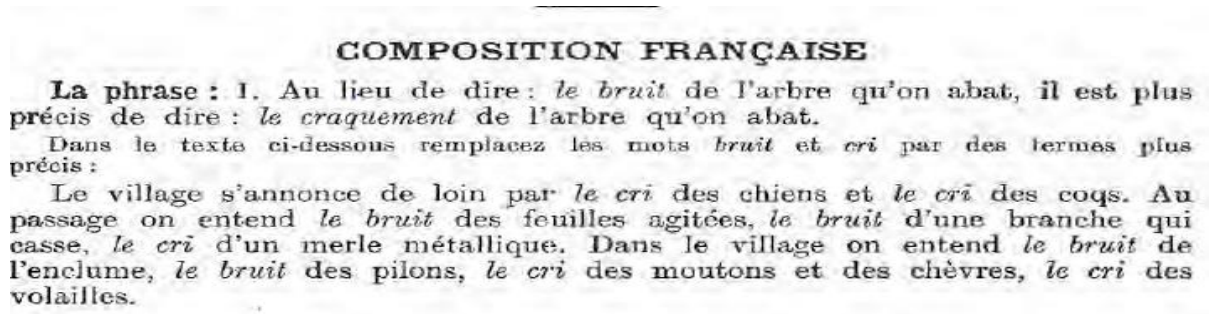 COMPOSITION FRANÇAISE
La phrase : 1. Au lieu de dire : le bruit de l'arbre qu'on abat, il est plus
précis de dire : le craquement de l'arbre qu'on abat.
Dans le texte ci-dessous remplacez les mots bruit et cri par des termes plus
précis :
Le village s'annonce de loin par le cri des chiens et le cri des coqs. Au
passage on entend le bruit des feuilles agitées, le bruit d'une branche qui
casse, le cri d'un merle métallique. Dans le village on entend le bruit de
l'enclume, le bruit des pilons, le cri des moutons et des chèvres, le cri des
volailles.